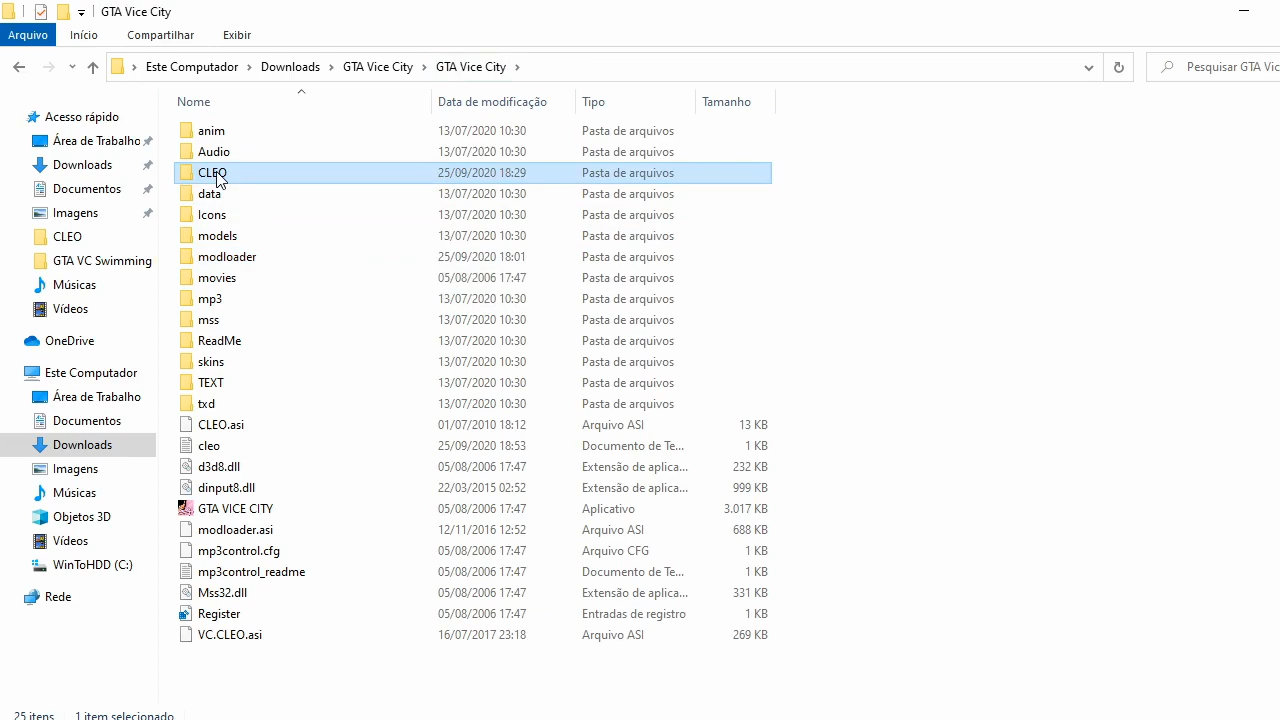 GTA Vice City
Arquivo Início Compartilhar Exibir
Este Computador Downloads GTA Vice City GTA Vice City Pesquisar GTA Vic
Acesso rápido
Área de Trabalho
Downloads
Documentos
Imagens
CLEO
GTA VC Swimming
Músicas
Vídeos
OneDrive
Este Computador
Área de Trabalho
Documentos
Downloads
Imagens
Músicas
Objetos 3D
Vídeos
WinToHDD (C:)
Rede
Nome Data de modificação Tipo Tamanho
anim 13/07/2020 10:30 Pasta de arquivos
Audio 13/07/2020 10:30 Pasta de arquivos
CLEO 25/09/2020 18:29 Pasta de arquivos
data 13/07/2020 10:30 Pasta de arquivos
Icons 13/07/2020 10:30 Pasta de arquivos
models 13/07/2020 10:30 Pasta de arquivos
modloader 25/09/2020 18:01 Pasta de arquivos
movies 05/08/2006 17:47 Pasta de arquivos
mp3 13/07/2020 10:30 Pasta de arquivos
mss 13/07/2020 10:30 Pasta de arquivos
ReadMe 13/07/2020 10:30 Pasta de arquivos
skins 13/07/2020 10:30 Pasta de arquivos
TEXT 13/07/2020 10:30 Pasta de arquivos
txd 13/07/2020 10:30 Pasta de arquivos
CLEO.asi 01/07/2010 18:12 Arquivo ASI 13 KB
cleo 25/09/2020 18:53 Documento de Te... 1 KB
d3d8.dll 05/08/2006 17:47 Extensão de aplica... 232 KB
dinput8.dll 22/03/2015 02:52 Extensão de aplica... 999 KB
GTA VICE CITY 05/08/2006 17:47 Aplicativo 3.017 KB
modloader.asi 12/11/2016 12:52 Arquivo ASI 688 KB
mp3control.cfg 05/08/2006 17:47 Arquivo CFG 1 KB
mp3control_readme 05/08/2006 17:47 Documento de Te... 1 KB
Mss32.dll 05/08/2006 17:47 Extensão de aplica... 331 KB
Register 05/08/2006 17:47 Entradas de registro 1 KB
VC.CLEO.asi 16/07/2017 23:18 Arquivo ASI 269 KB
25 itens 1 item selecionado